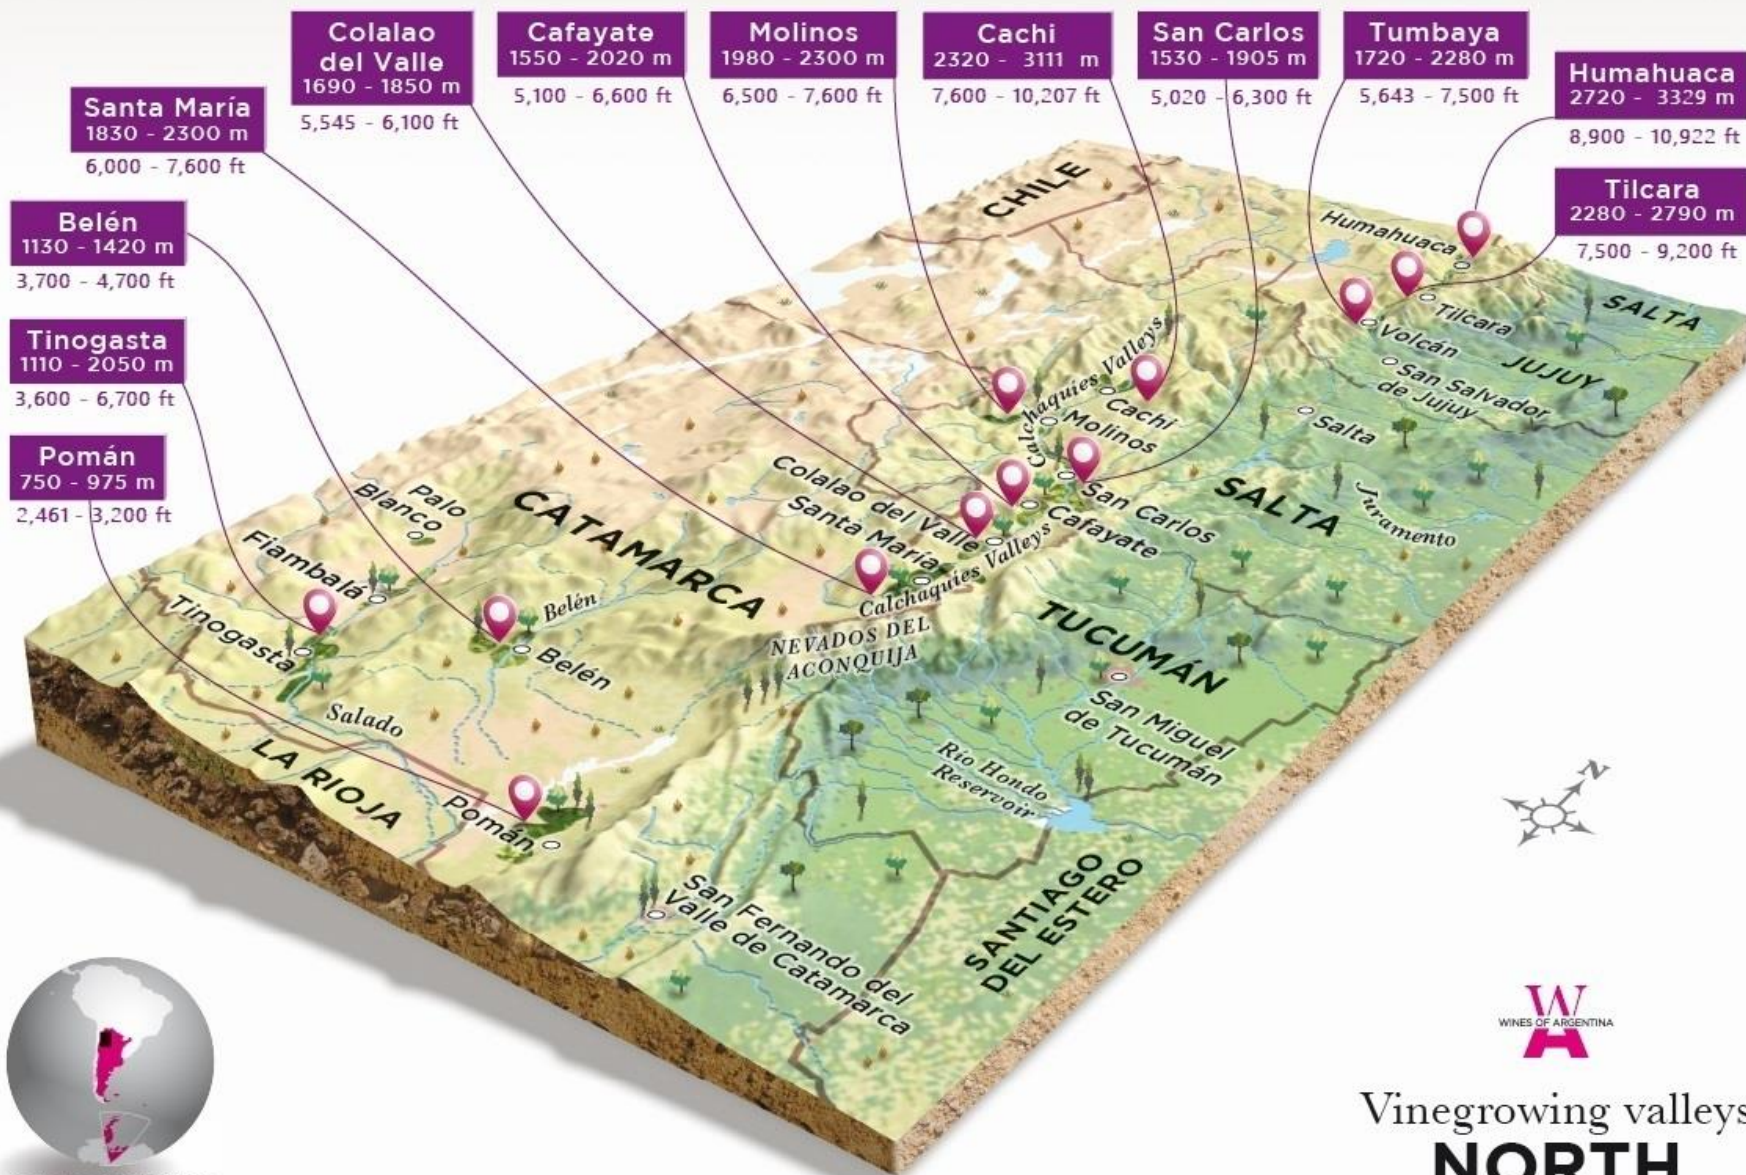 Colalao
del Valle
1690 - 1850 m
5,545 - 6,100 ft
Cafayate
1550 - 2020 m
5,100 - 6,600 ft
Molinos
1980 - 2300 m
6,500 - 7,600 ft
Cachi
2320 - 3111 m
7,600 - 10,207 ft
San Carlos
1530 - 1905 m
5,020 - 6,300 ft
Tumbaya
1720 - 2280 m
5,643 - 7,500 ft
Humahuaca
2720 - 3329 m
8,900 - 10,922 ft
Santa María
1830 - 2300 m
6,000 - 7,600 ft
Tilcara
2280 - 2790 m
7,500 - 9,200 ft
Belén
1130 - 1420 m
3,700 - 4,700 ft
Tinogasta
1110 - 2050 m
3,600 - 6,700 ft
Pomán
750 - 975 m
2,461 - 3,200 ft
CHILE
Humahuaca
Tilcara
SALTA
Volcán
JUJUY
San Salvador
de Jujuy
Calchaquíes Valleys
Cachi
Molinos
Salta
San Carlos
SALTA
Juramento
Colalao del Valle
Cafayate
Santa María
Calchaquíes Valleys
Palo
Blanco
CATAMARCA
Fiambalá
Tinogasta
Belén
Belén
NEVADOS DEL
ACONQUIJA
TUCUMÁN
San Miguel
de Tucumán
Salado
LA RIOJA
Río Hondo
Reservoir
Pomán
N
San Fernando del
Valle de Catamarca
SANTIAGO
DEL ESTERO
WA
WINES OF ARGENTINA
Vinegrowing valleys
NORTH